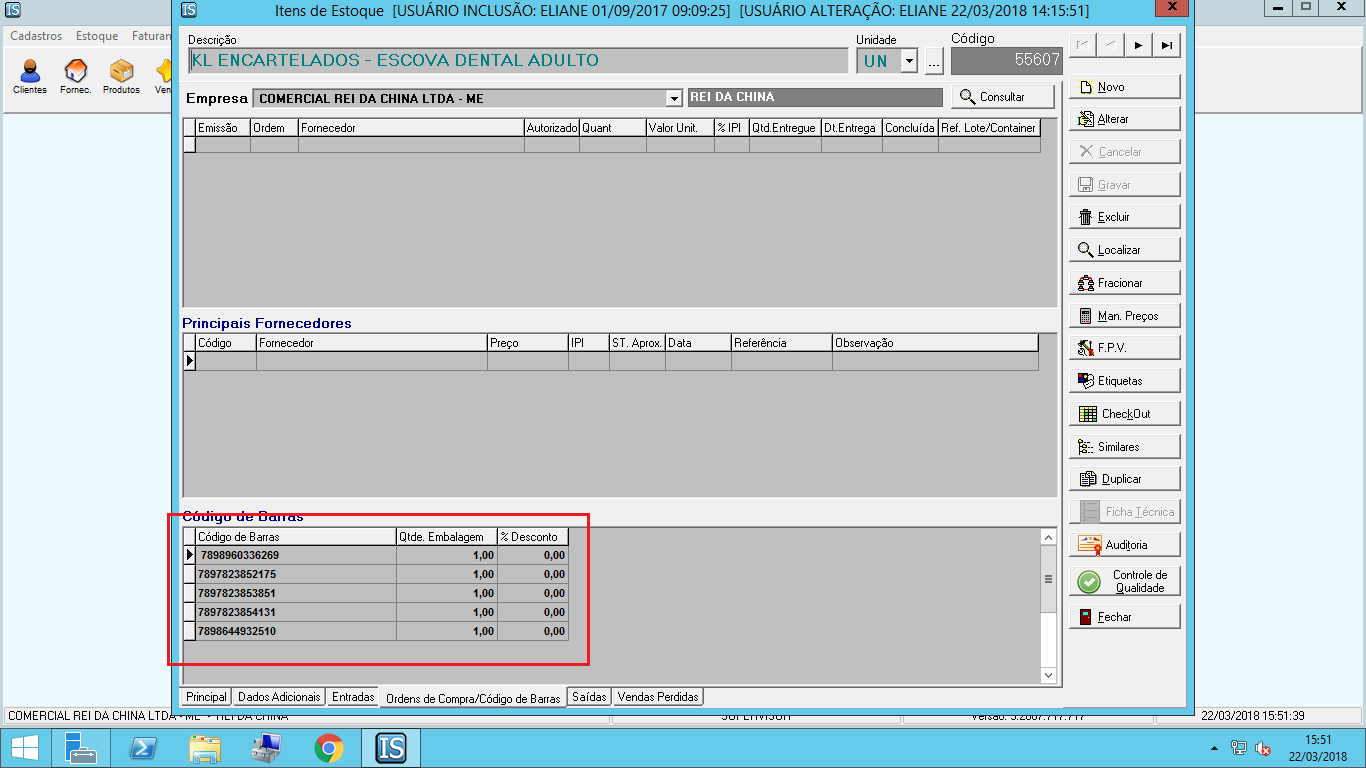 IS
Itens de Estoque [USUÁRIO INCLUSÃO: ELIANE 01/09/2017 09:09:25] [USUÁRIO ALTERAÇÃO: ELIANE 22/03/2018 14:15:51]
Cadastros Estoque Faturan
Clientes Fornec. Produtos Ven
Descrição Unidade Código
KL ENCARTELADOS - ESCOVA DENTAL ADULTO UN ... 55607
Empresa COMERCIAL REI DA CHINA LTDA - ME REI DA CHINA Consultar
Emissão Ordem Fornecedor Autorizado Quant Valor Unit. % IPI Qtd.Entregue Dt.Entrega Concluída Ref. Lote/Container
Principais Fornecedores
Código Fornecedor Preço IPI ST. Aprox. Data Referência Observação
Código de Barras
Código de Barras Qtde. Embalagem % Desconto
7898960336269 1,00 0,00
7897823852175 1,00 0,00
7897823853851 1,00 0,00
7897823854131 1,00 0,00
7898644932510 1,00 0,00
Principal Dados Adicionais Entradas Ordens de Compra/Código de Barras Saídas Vendas Perdidas
Novo
Alterar
Cancelar
Gravar
Excluir
Localizar
Fracionar
Man. Preços
F.P.V.
Etiquetas
CheckOut
Similares
Duplicar
Ficha Técnica
Auditoria
Controle de
Qualidade
Fechar
COMERCIAL REI DA CHINA LTDA - ME - REI DA CHINA SUPERVISOR Versão: 5.2067.717.717 22/03/2018 15:51:39
IS
15:51
22/03/2018